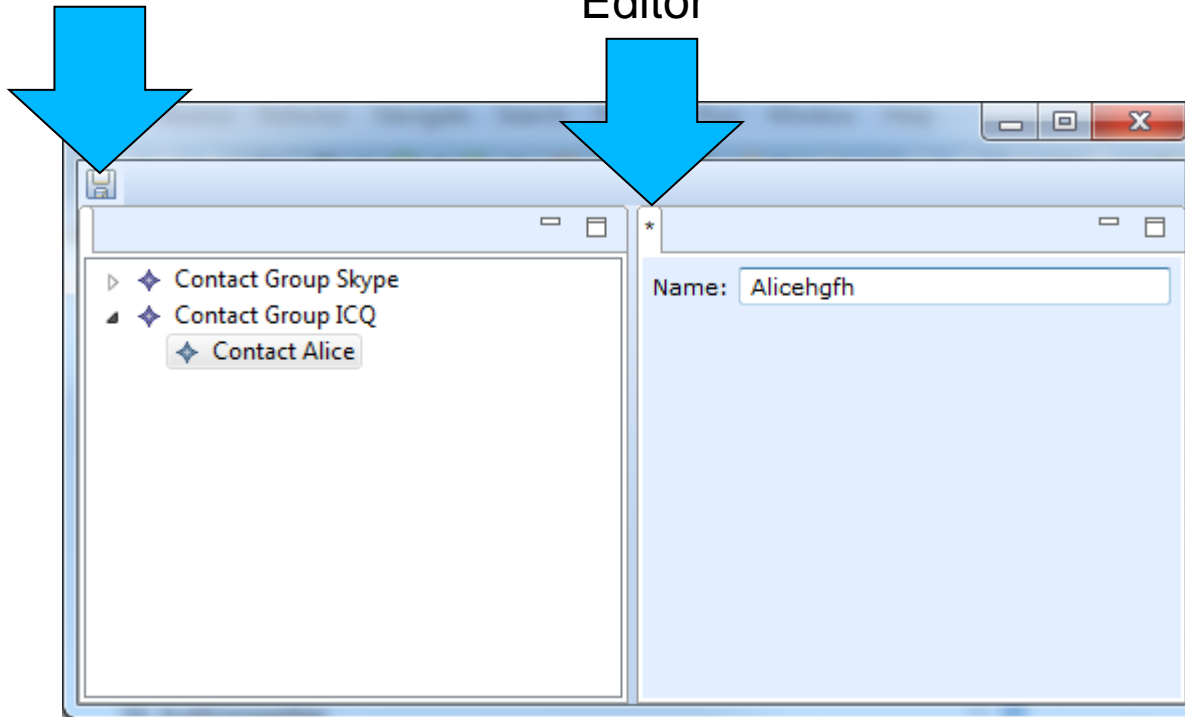 Editor
*
Contact Group Skype
Contact Group ICQ
Contact Alice
Name: Alicehgfh